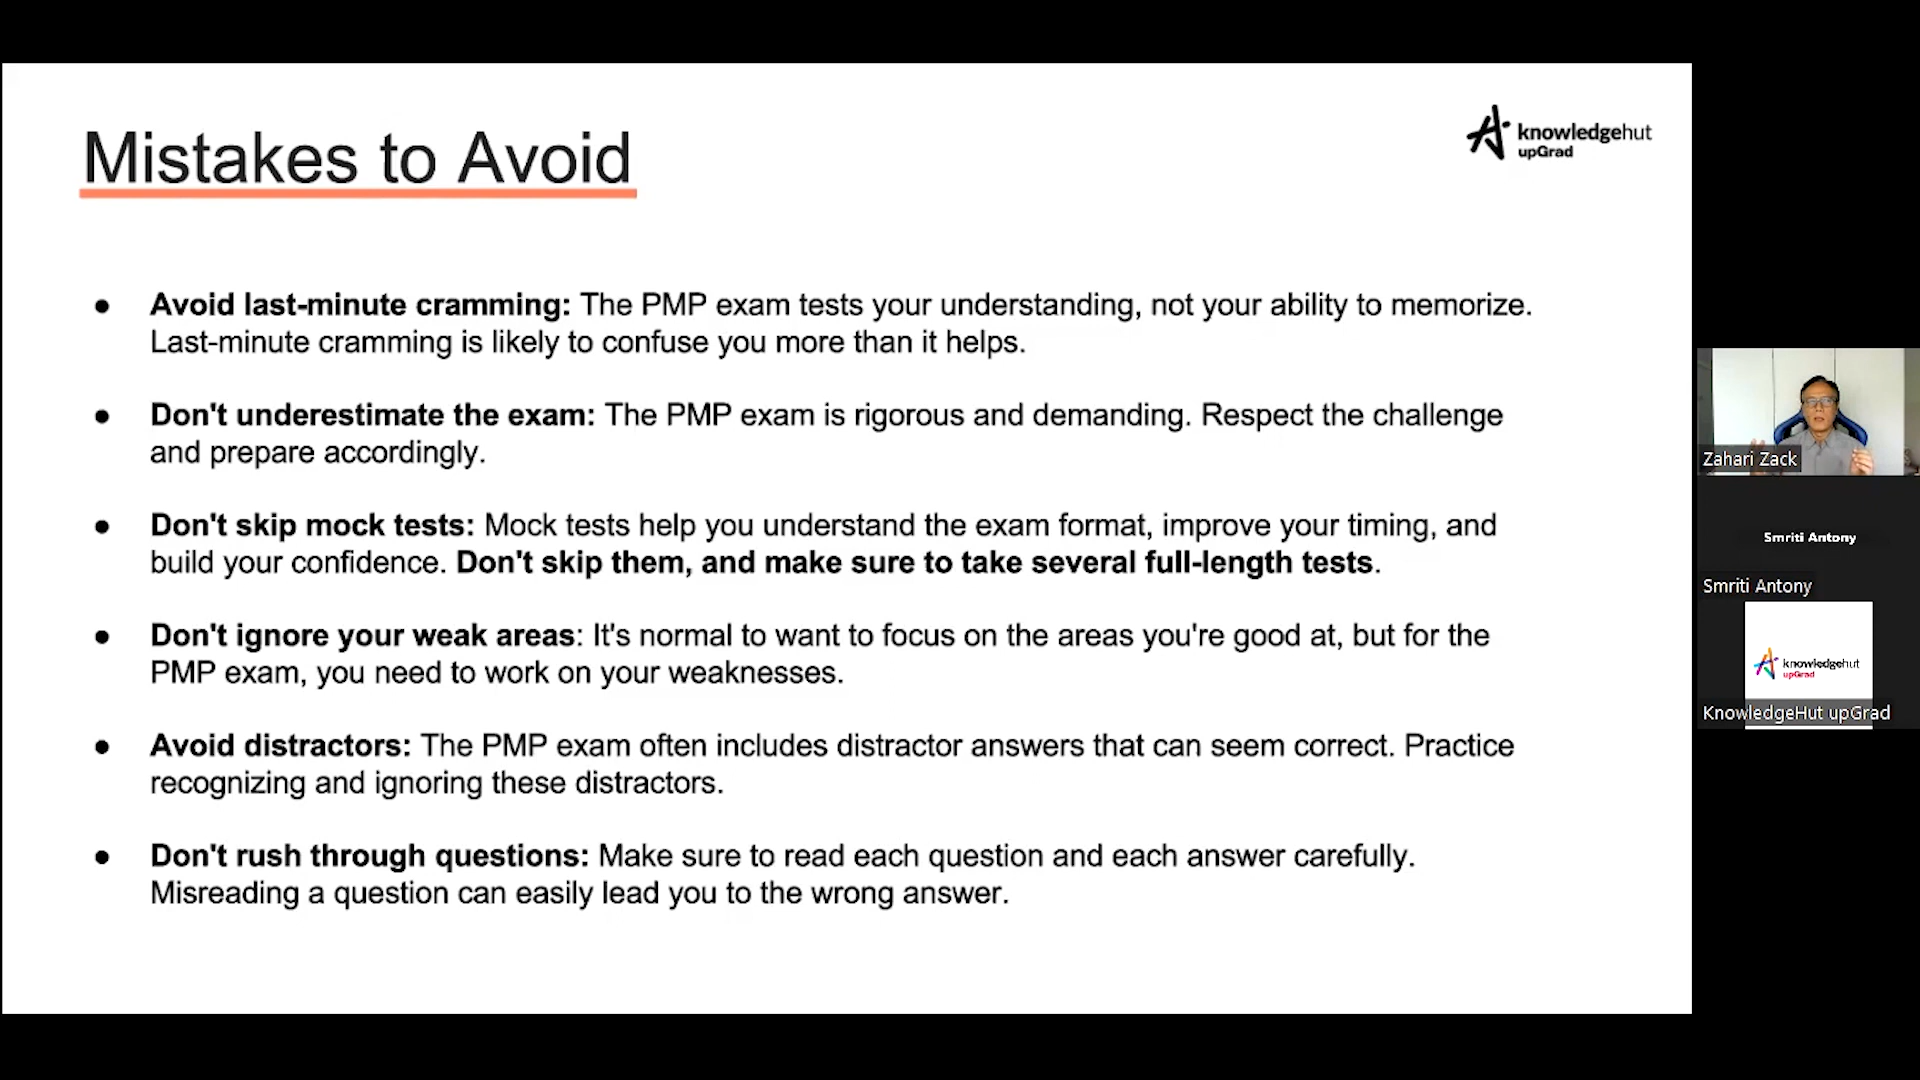 Mistakes to Avoid
knowledgehut
upGrad
● Avoid last-minute cramming: The PMP exam tests your understanding, not your ability to memorize.
Last-minute cramming is likely to confuse you more than it helps.
● Don't underestimate the exam: The PMP exam is rigorous and demanding. Respect the challenge
and prepare accordingly.
● Don't skip mock tests: Mock tests help you understand the exam format, improve your timing, and
build your confidence. Don't skip them, and make sure to take several full-length tests.
● Don't ignore your weak areas: It's normal to want to focus on the areas you're good at, but for the
PMP exam, you need to work on your weaknesses.
● Avoid distractors: The PMP exam often includes distractor answers that can seem correct. Practice
recognizing and ignoring these distractors.
● Don't rush through questions: Make sure to read each question and each answer carefully.
Misreading a question can easily lead you to the wrong answer.
Zahari Zack
Smriti Antony
Smriti Antony
knowledgehut
upGrad
KnowledgeHut upGrad